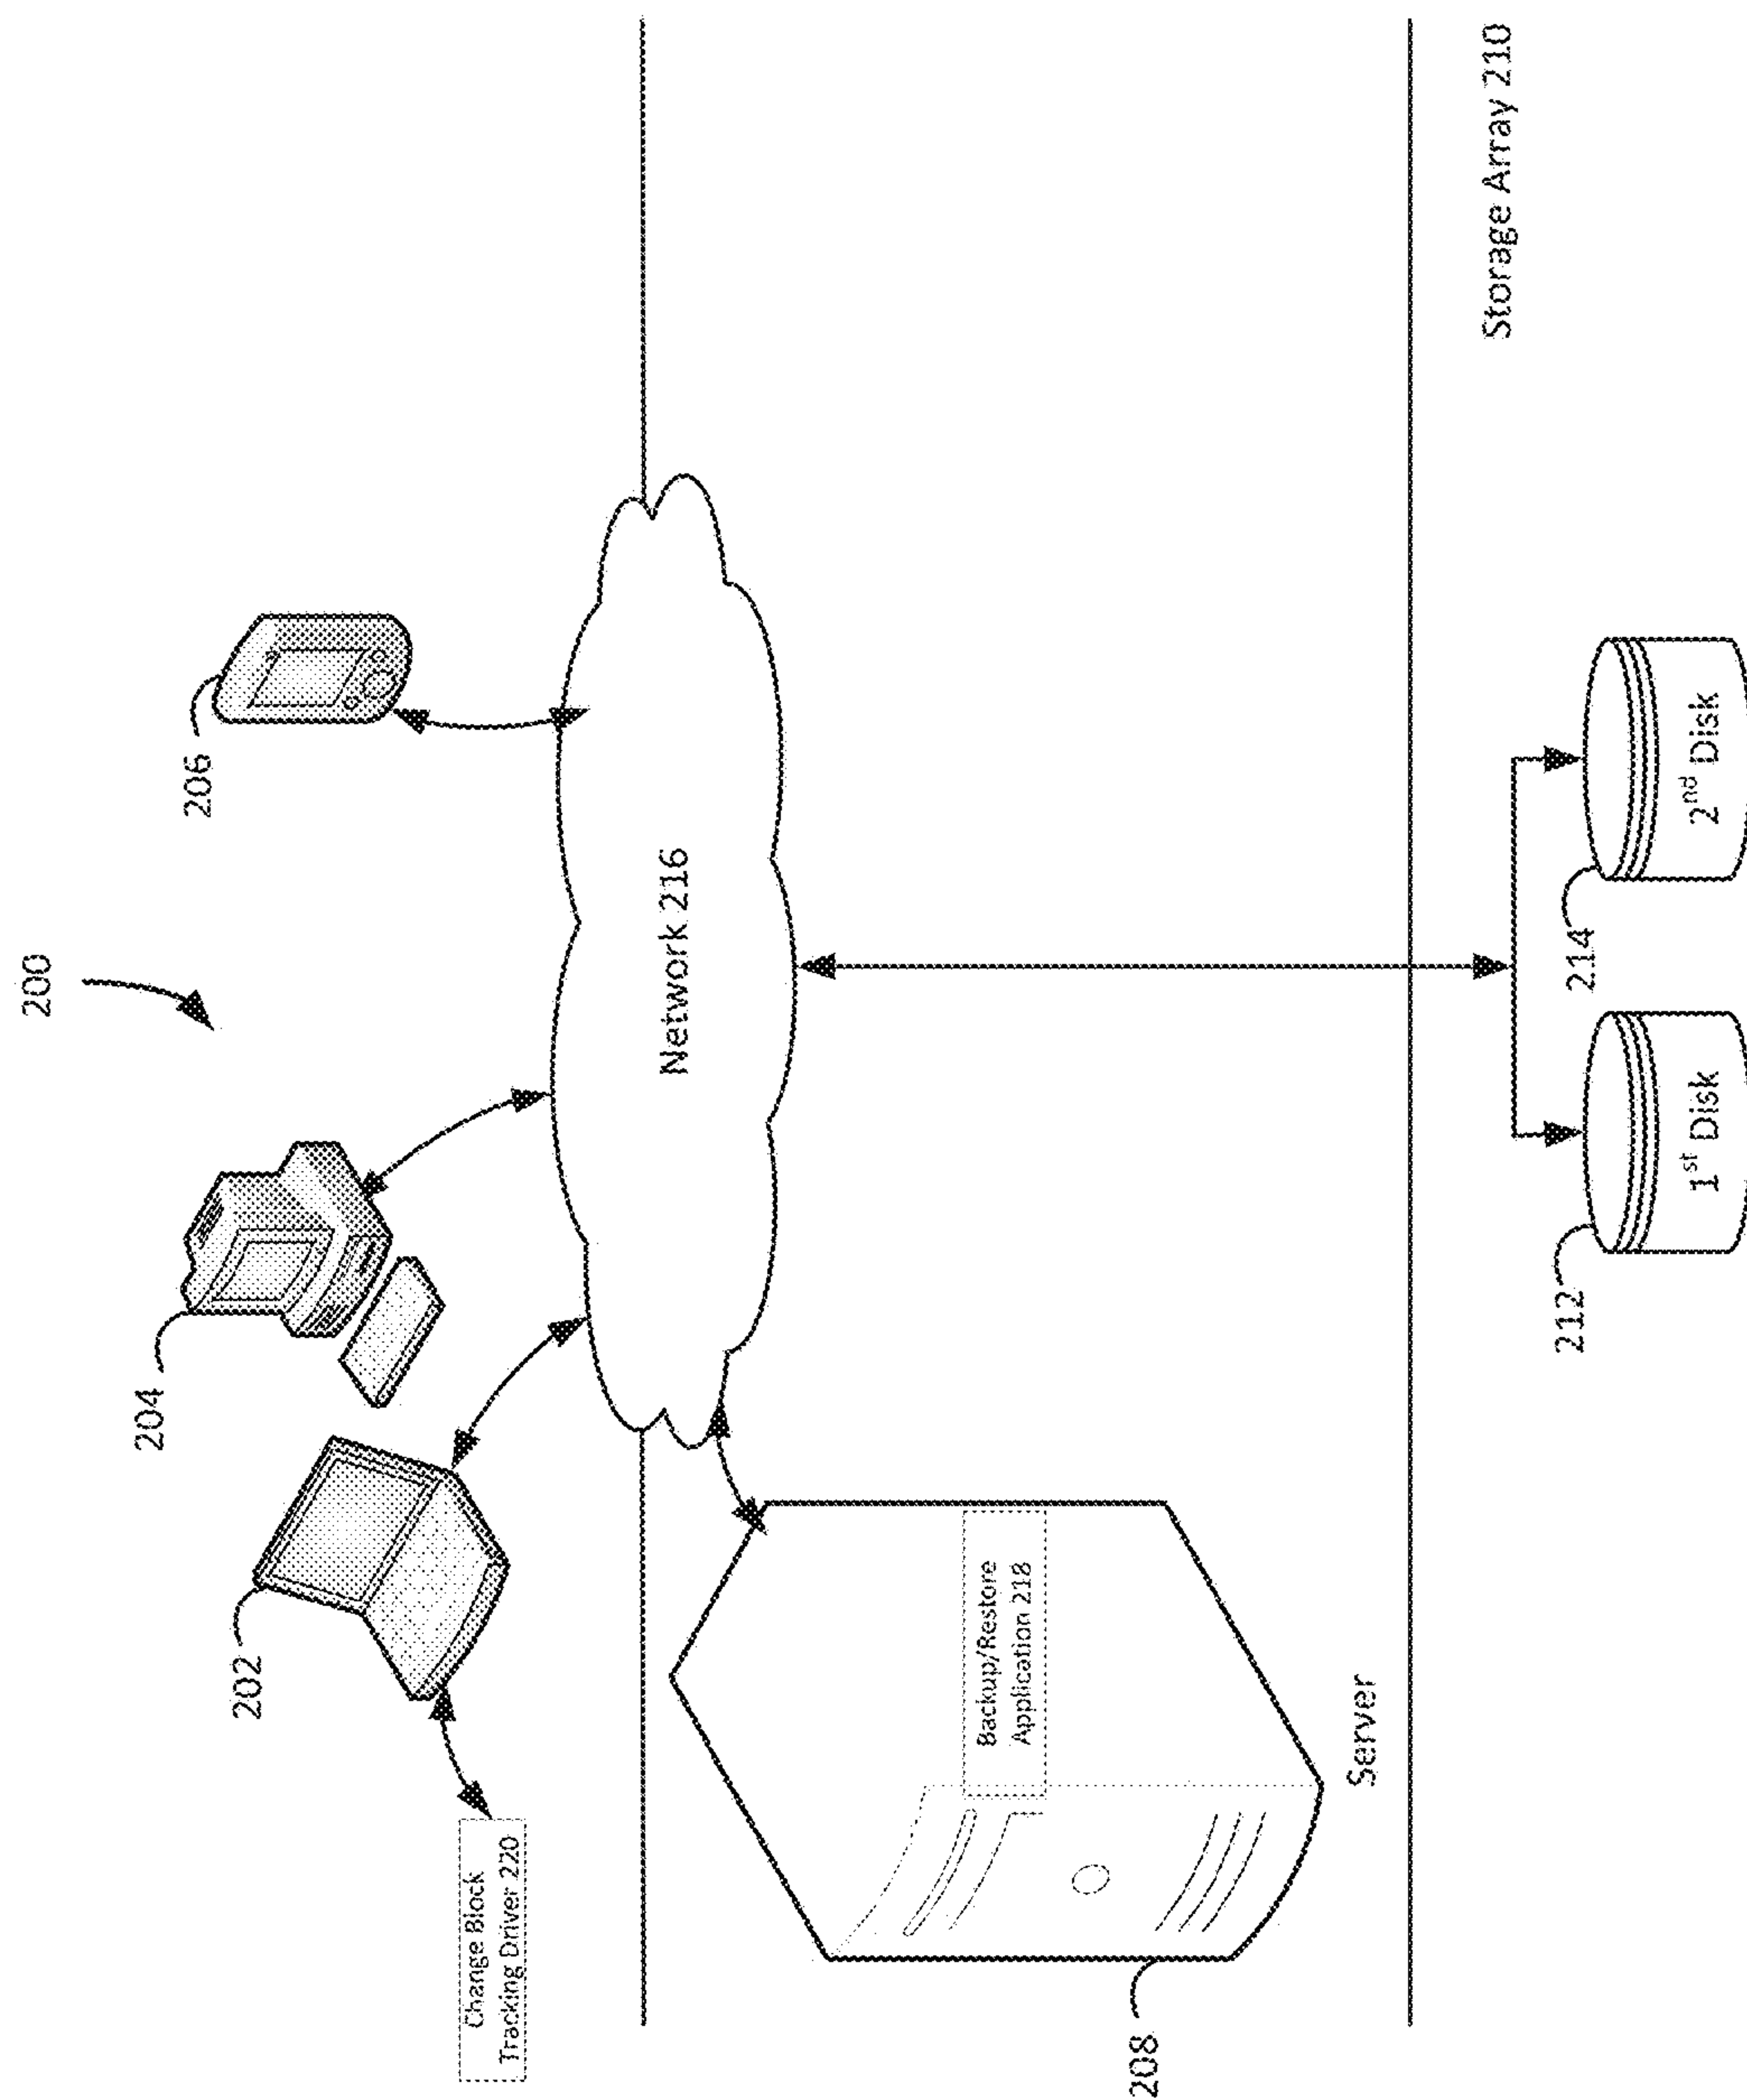 200
206
204
202
Change Block
Tracking Driver 220
Network 216
Backup/Restore
Application 218
Server
208
Storage Array 210
212
214
1st Disk
2nd Disk